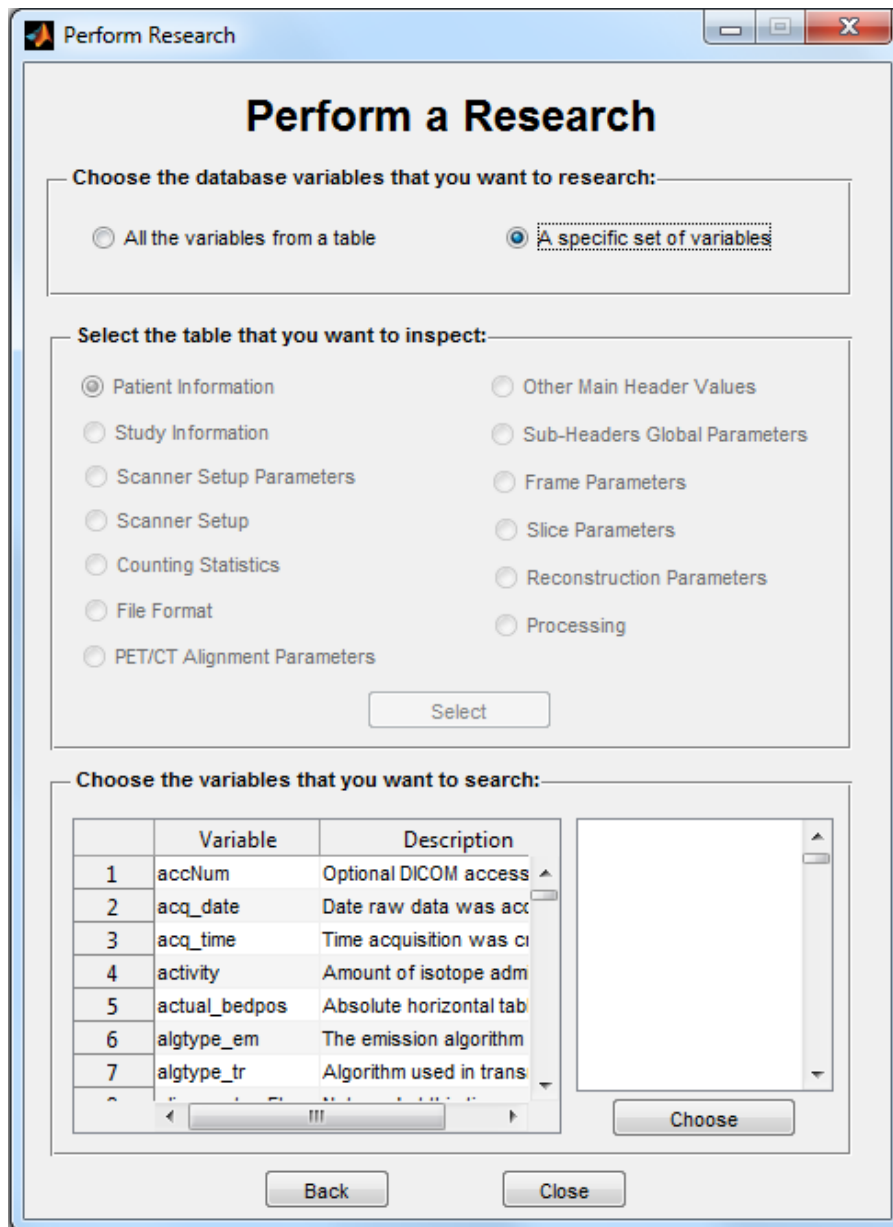 Perform Research
Perform a Research
Choose the database variables that you want to research:
All the variables from a table
A specific set of variables
Select the table that you want to inspect:
Patient Information
Other Main Header Values
Study Information
Sub-Headers Global Parameters
Scanner Setup Parameters
Frame Parameters
Scanner Setup
Slice Parameters
Counting Statistics
Reconstruction Parameters
File Format
Processing
PET/CT Alignment Parameters
Select
Choose the variables that you want to search:
Variable Description
1 accNum Optional DICOM access
2 acq_date Date raw data was acc
3 acq_time Time acquisition was
4 activity Amount of isotope admi
5 actual_bedpos Absolute horizontal tab
6 algtype_em The emission algorithm
7 algtype_tr Algorithm used in trans
Choose
Back
Close